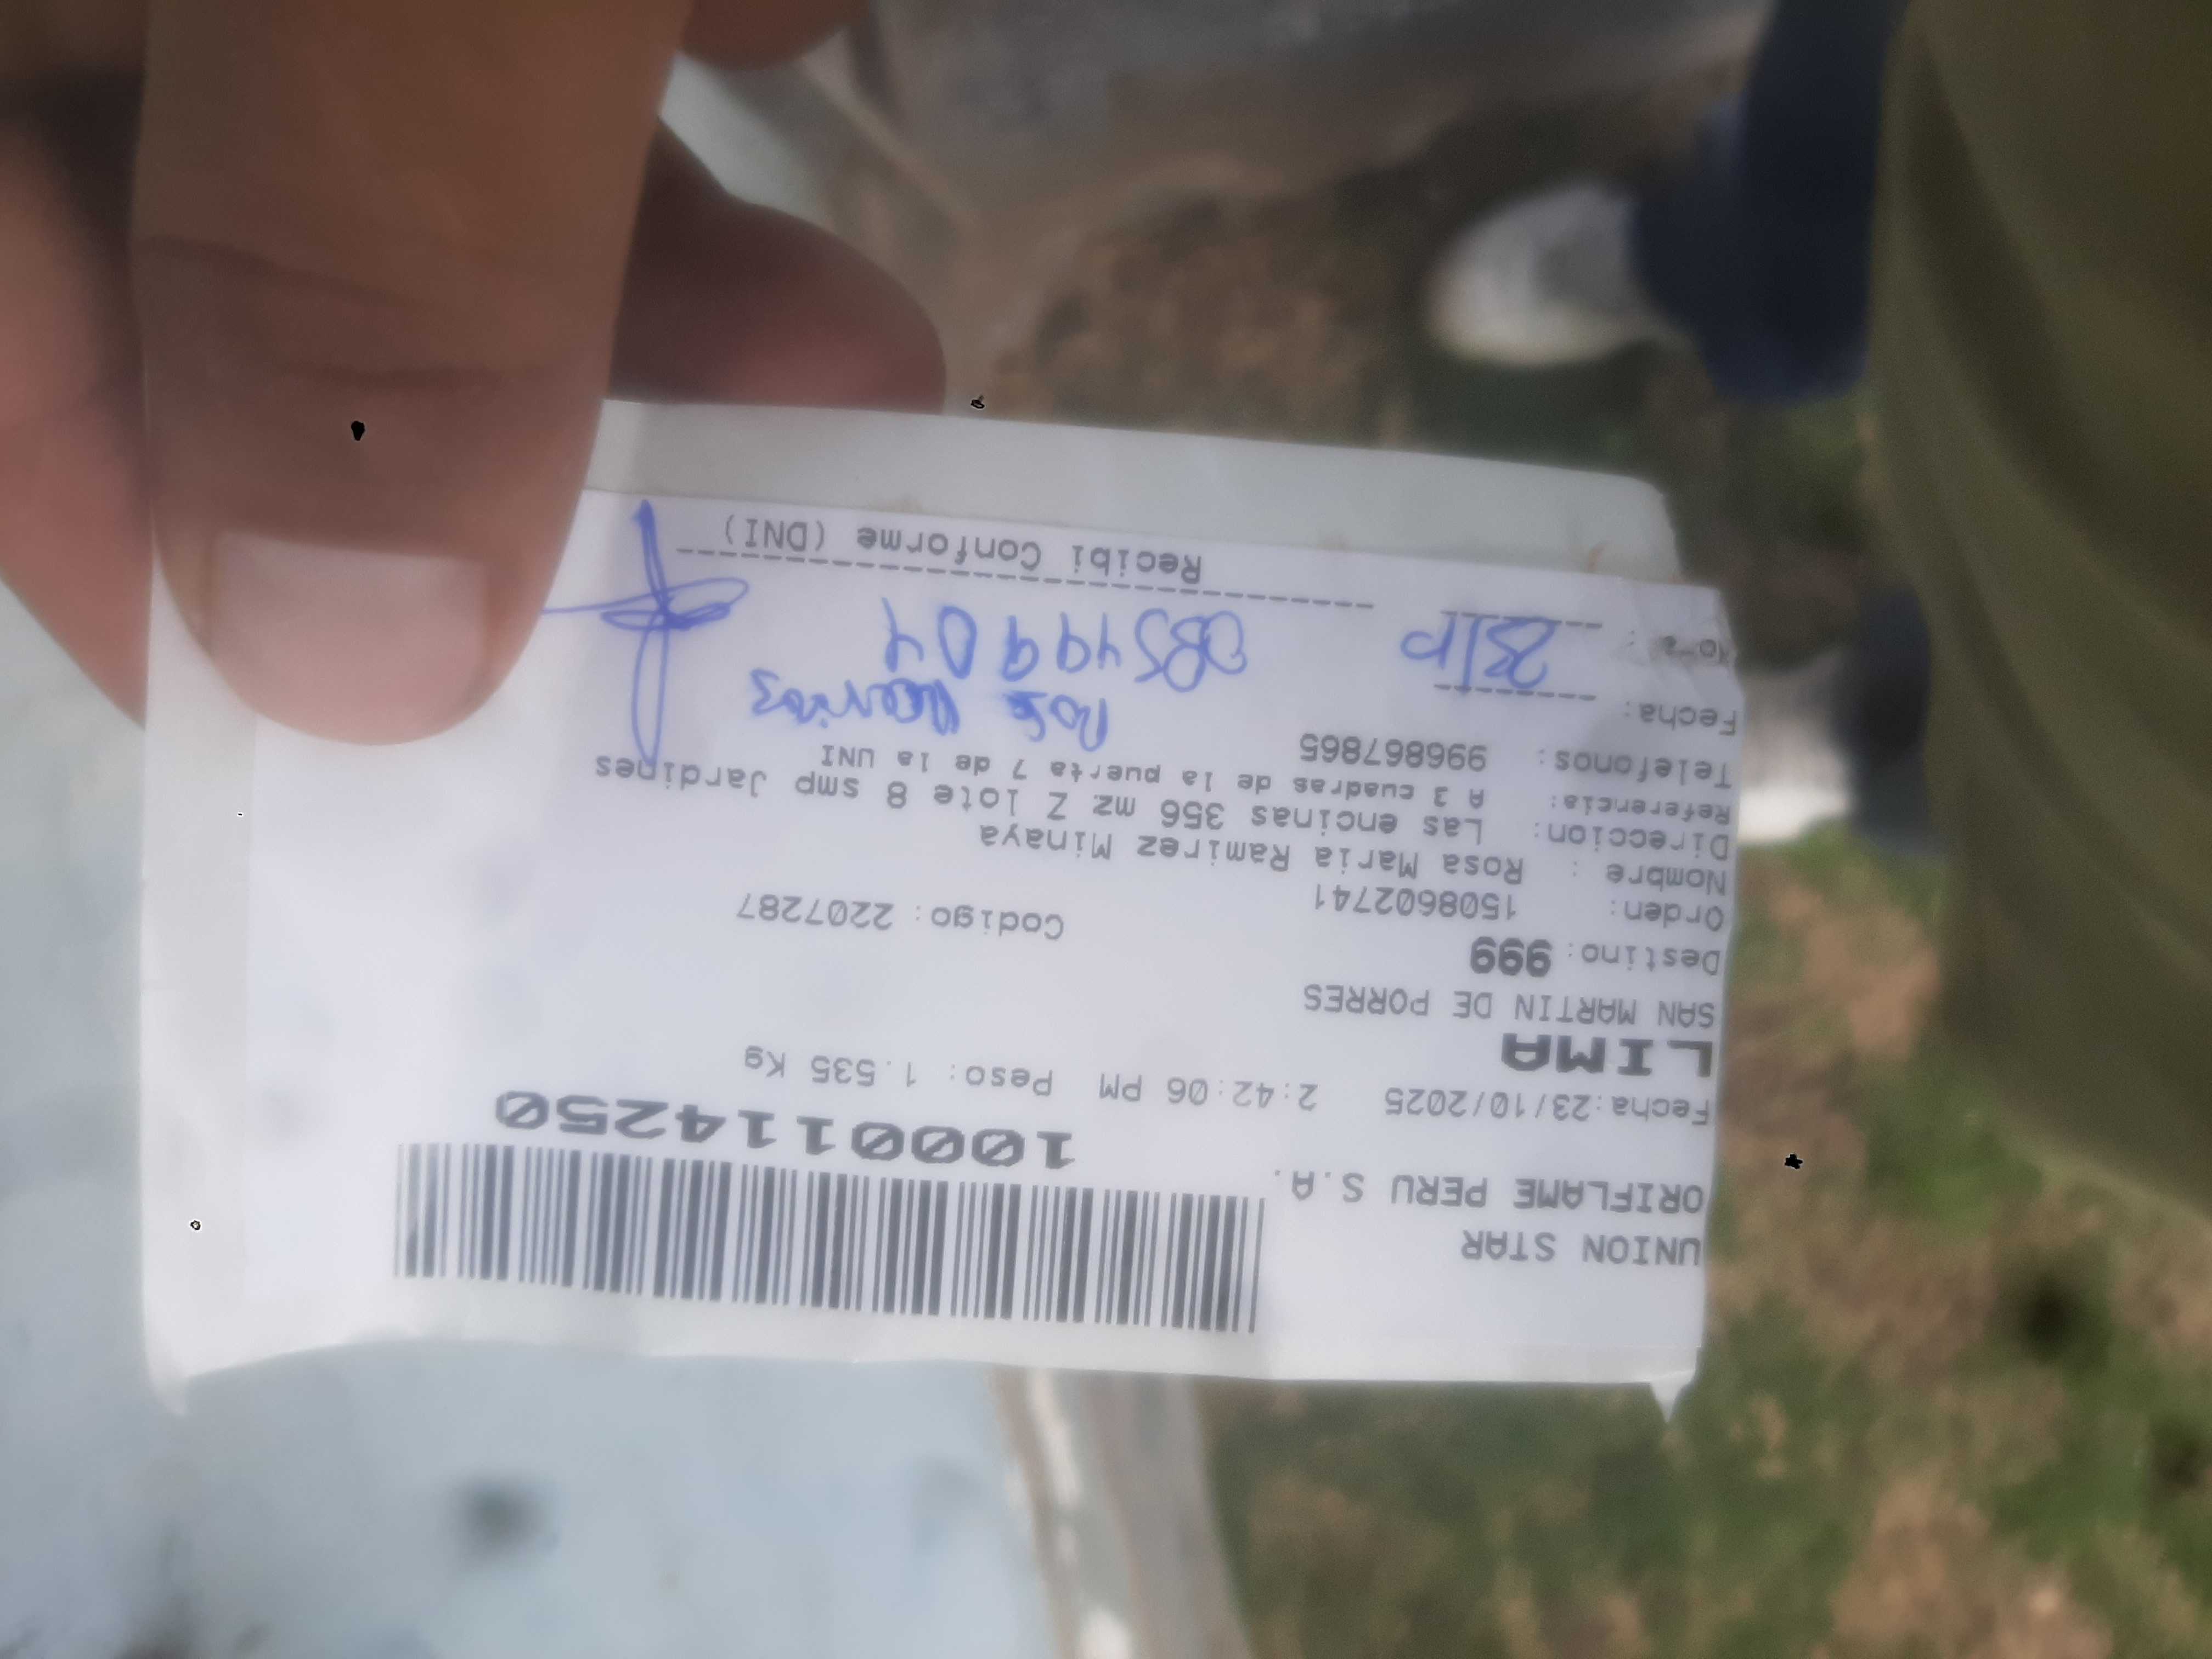 UNION STAR
ORIFLAME PERU S.A.
1000114250
Fecha:23/10/2025 2:42:06 PM Peso: 1.535 Kg
LIMA
SAN MARTIN DE PORRES
Destino: 999
Orden: 1508602741 Codigo: 2207287
Nombre : Rosa Maria Ramirez Minaya
Direccion: Las encinas 356 mz Z lote 8 smp Jardines
Referencia: A 3 cuadras de la puerta 7 de la UNI
Telefonos: 996867865
Fecha:
Recibi Conforme (DNI)